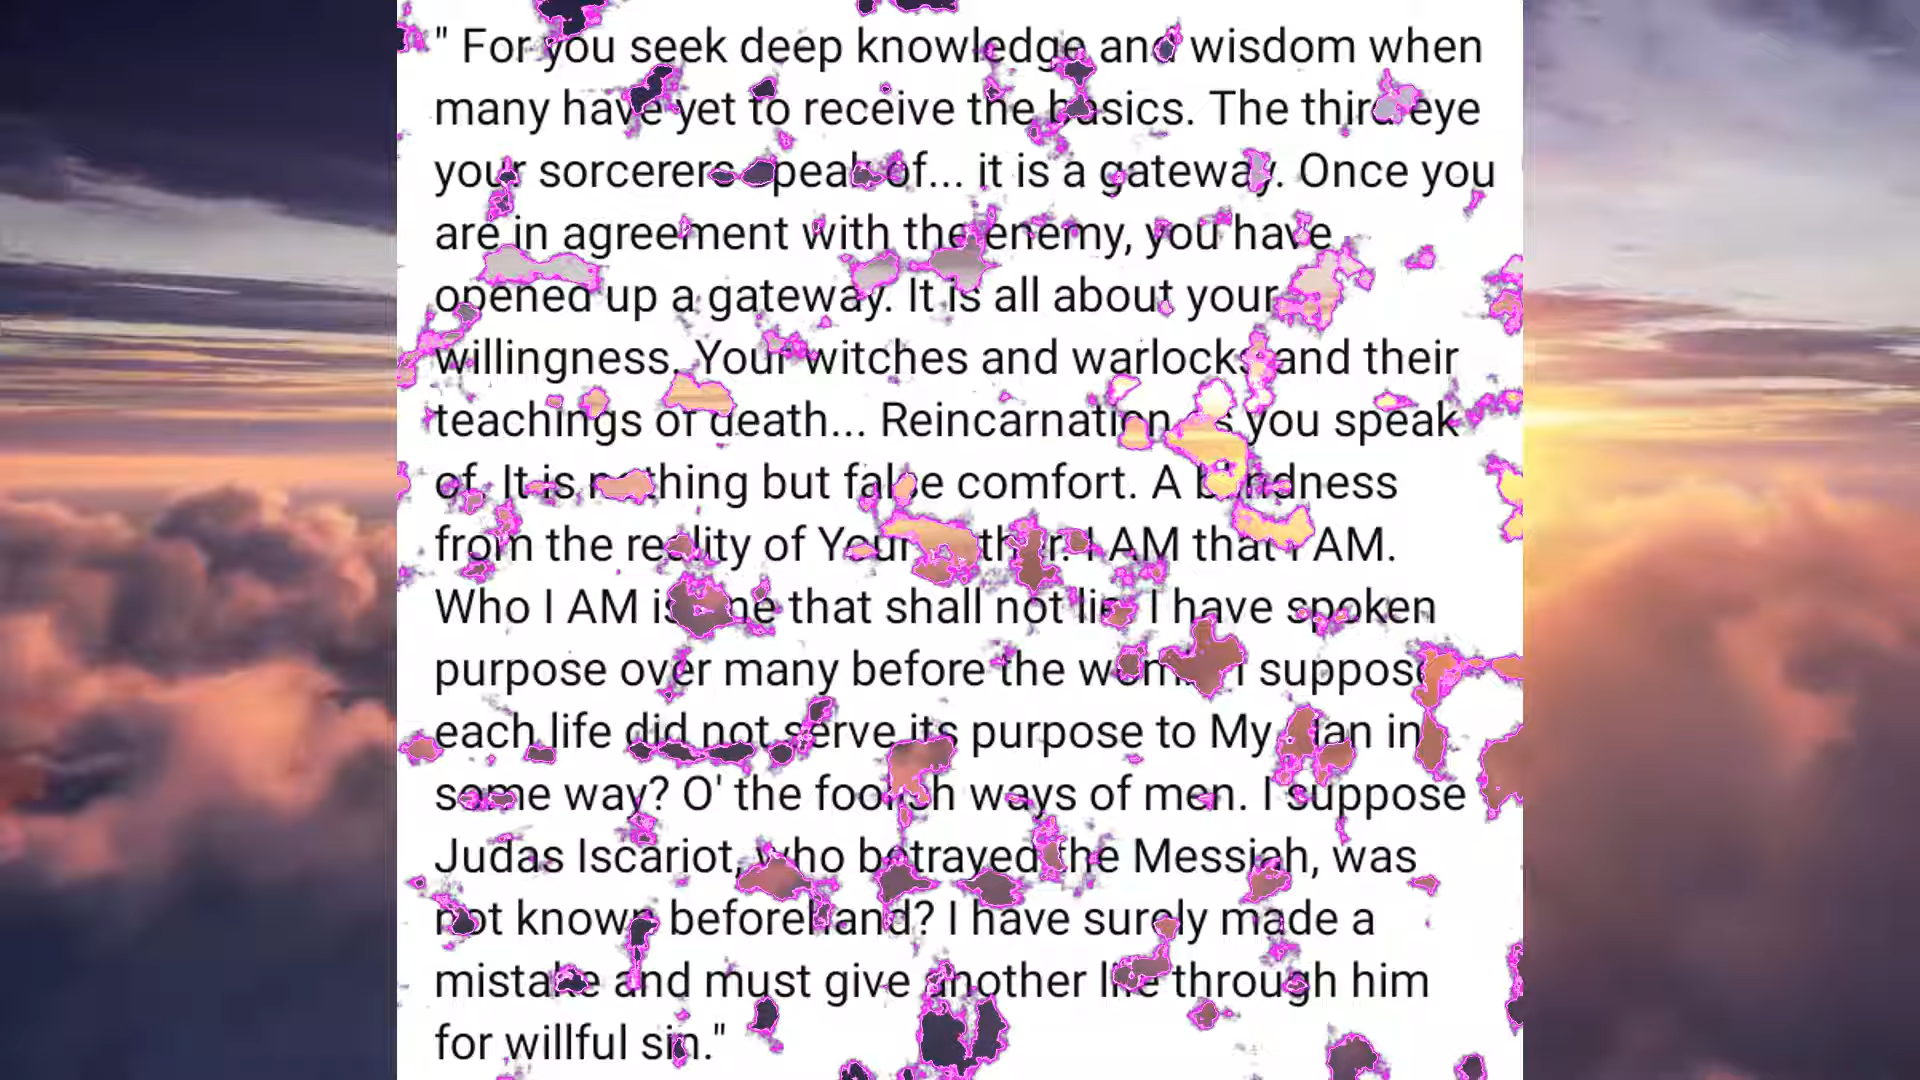 " For you seek deep knowledge and wisdom when
many have yet to receive the basics. The third eye
your sorcerers speak of... it is a gateway. Once you
are in agreement with the enemy, you have
opened up a gateway. It is all about your
willingness. Your witches and warlocks and their
teachings of death... Reincarnation as you speak
of. It is nothing but false comfort. A blindness
from the reality of Your Father. I AM that I AM.
Who I AM is one that shall not lie. I have spoken
purpose over many before the womb. I suppose
each life did not serve its purpose to My plan in
some way? O' the foolish ways of men. I suppose
Judas Iscariot, who betrayed the Messiah, was
not known beforehand? I have surely made a
mistake and must give another life through him
for willful sin."